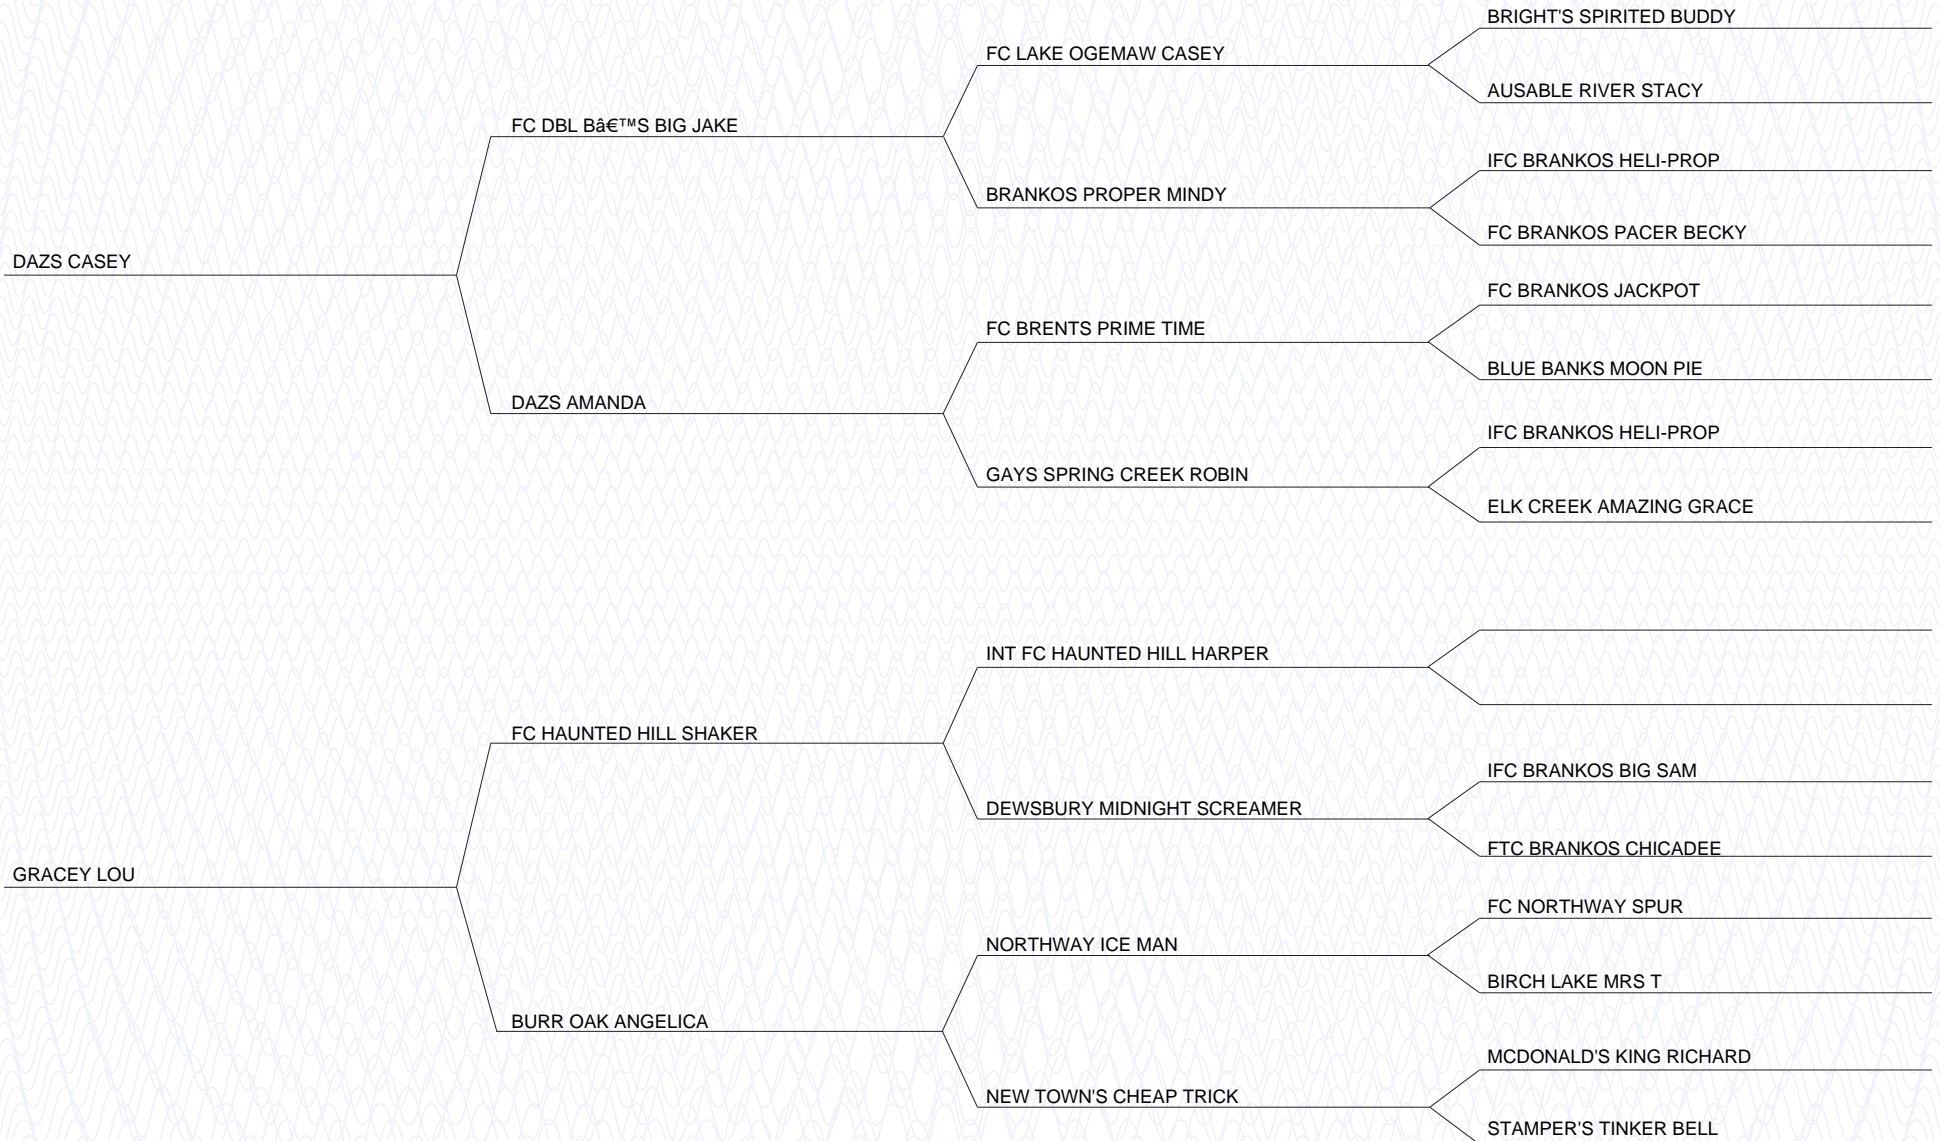 BRIGHT'S SPIRITED BUDDY
FC LAKE OGEMAW CASEY
AUSABLE RIVER STACY
FC DBL Bâ€™S BIG JAKE
IFC BRANKOS HELI-PROP
BRANKOS PROPER MINDY
FC BRANKOS PACER BECKY
DAZS CASEY
FC BRANKOS JACKPOT
FC BRENTS PRIME TIME
BLUE BANKS MOON PIE
DAZS AMANDA
IFC BRANKOS HELI-PROP
GAYS SPRING CREEK ROBIN
ELK CREEK AMAZING GRACE
INT FC HAUNTED HILL HARPER
FC HAUNTED HILL SHAKER
IFC BRANKOS BIG SAM
DEWSBURY MIDNIGHT SCREAMER
FTC BRANKOS CHICADEE
GRACEY LOU
FC NORTHWAY SPUR
NORTHWAY ICE MAN
BIRCH LAKE MRS T
BURR OAK ANGELICA
MCDONALD'S KING RICHARD
NEW TOWN'S CHEAP TRICK
STAMPER'S TINKER BELL